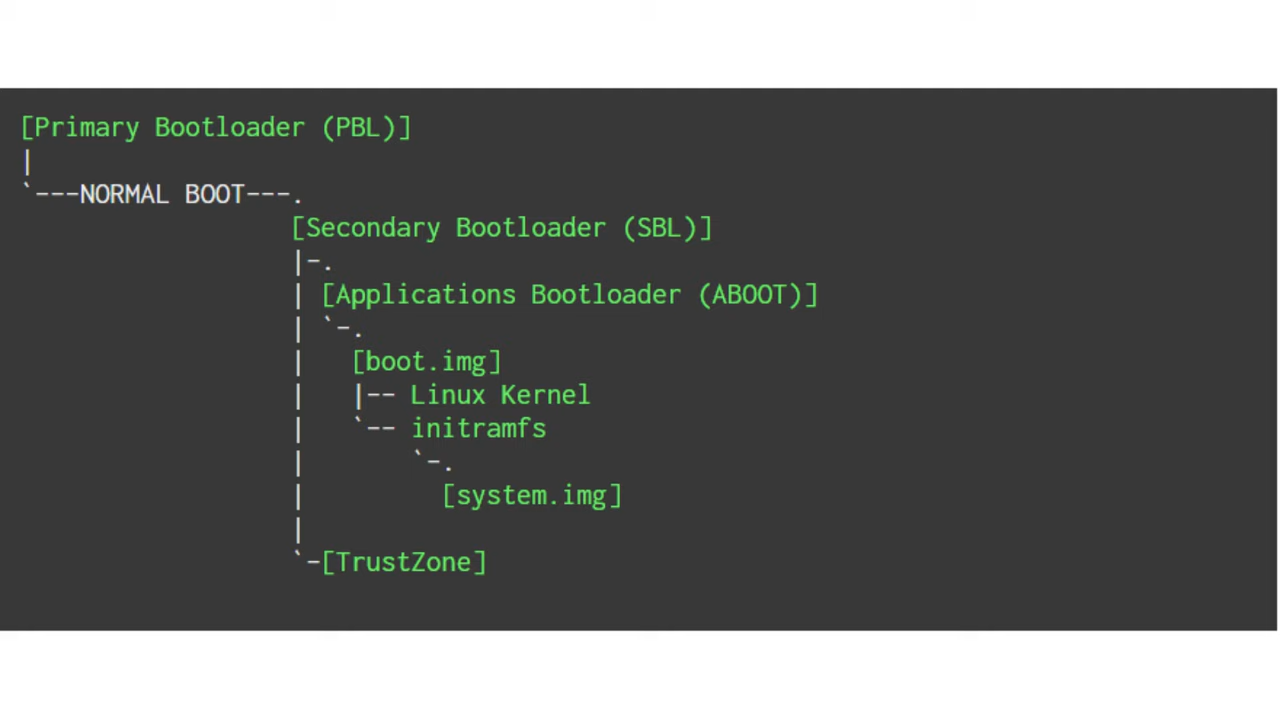 [Primary Bootloader (PBL)]
|
`---NORMAL BOOT---.
                  [Secondary Bootloader (SBL)]
                  |-.
                  | [Applications Bootloader (ABOOT)]
                  | `-.
                  |   [boot.img]
                  |   |-- Linux Kernel
                  |   `-- initramfs
                  |       `-.
                  |         [system.img]
                  |
                  `-[TrustZone]